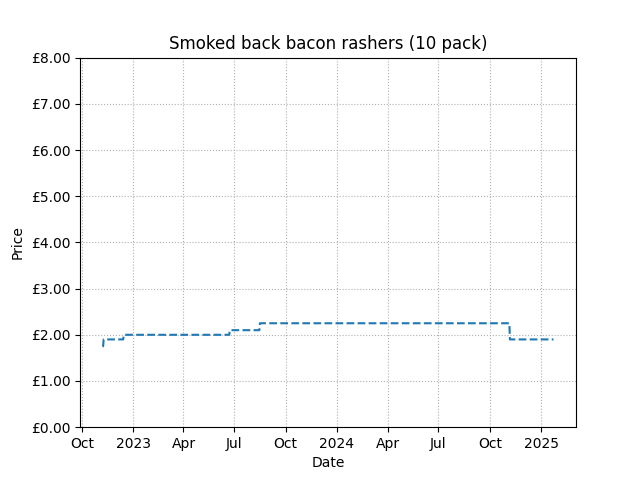 Smoked back bacon rashers (10 pack)
£8.00
£7.00
£6.00
£5.00
£4.00
£3.00
£2.00
£1.00
£0.00
Price
Oct 2023 Apr Jul Oct 2024 Apr Jul Oct 2025
Date